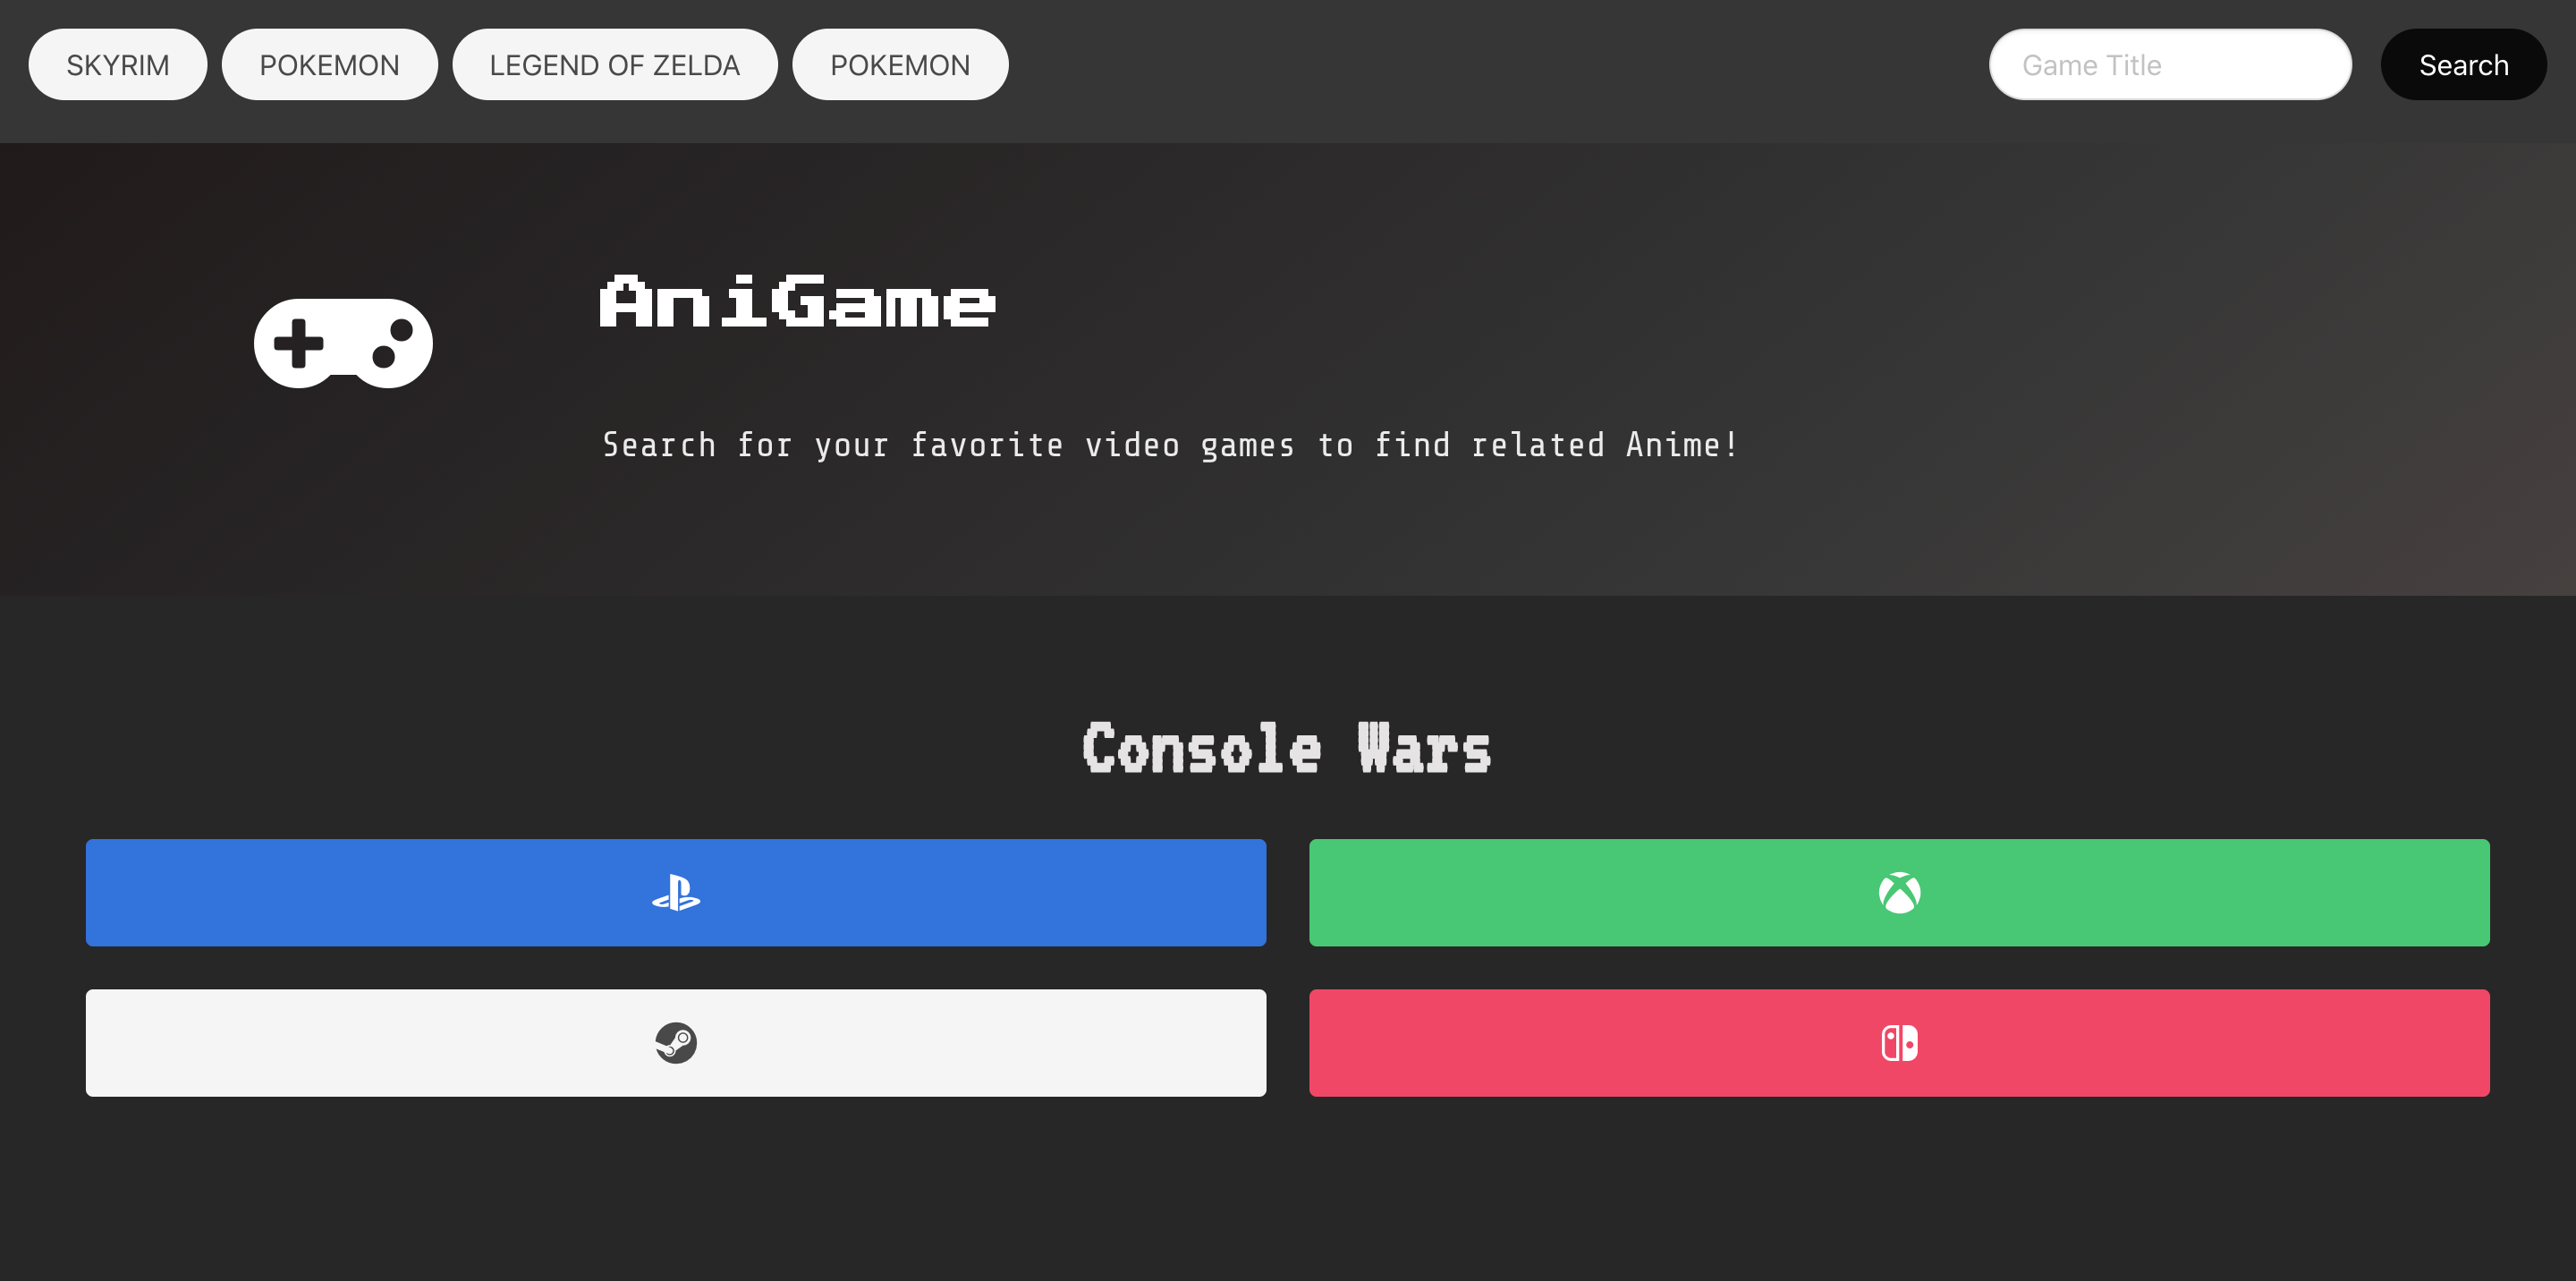 SKYRIM POKEMON LEGEND OF ZELDA POKEMON Game Title Search
AniGame
Search for your favorite video games to find related Anime!
Console Wars